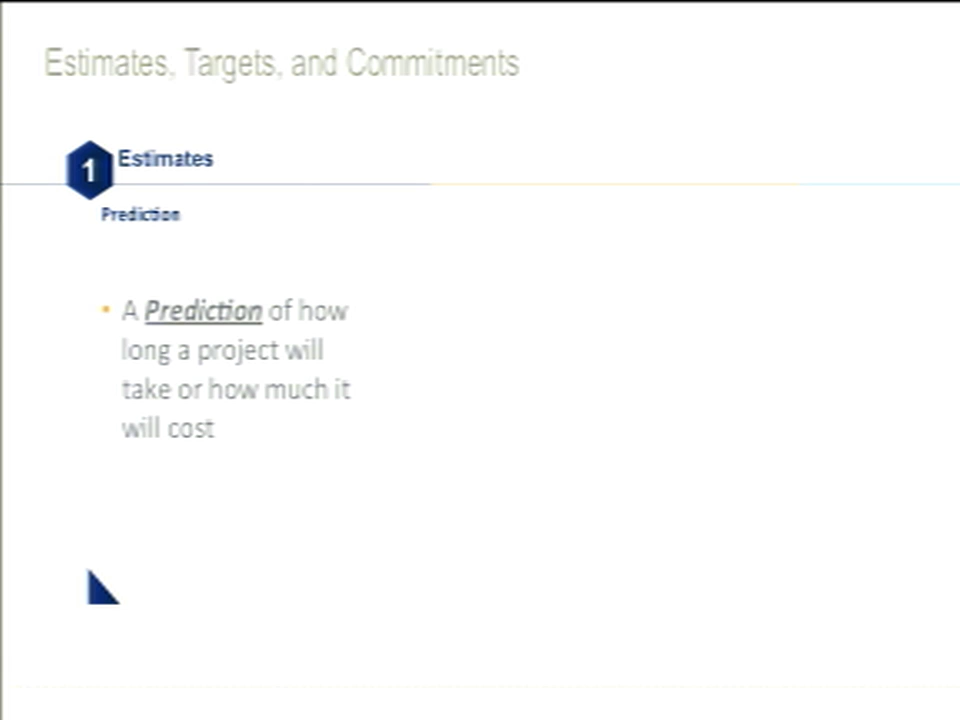 Estimates, Targets, and Commitments
1 Estimates
Prediction
• A Prediction of how
long a project will
take or how much it
will cost